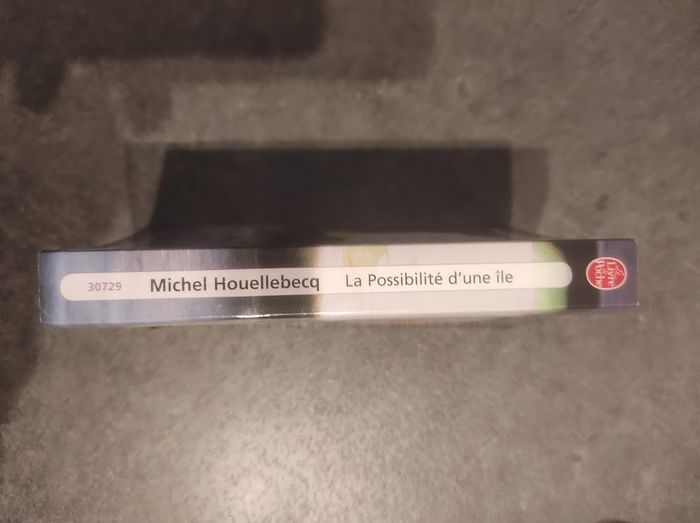 30729 Michel Houellebecq La Possibilité d'une île
Le
Livre
de
Poche